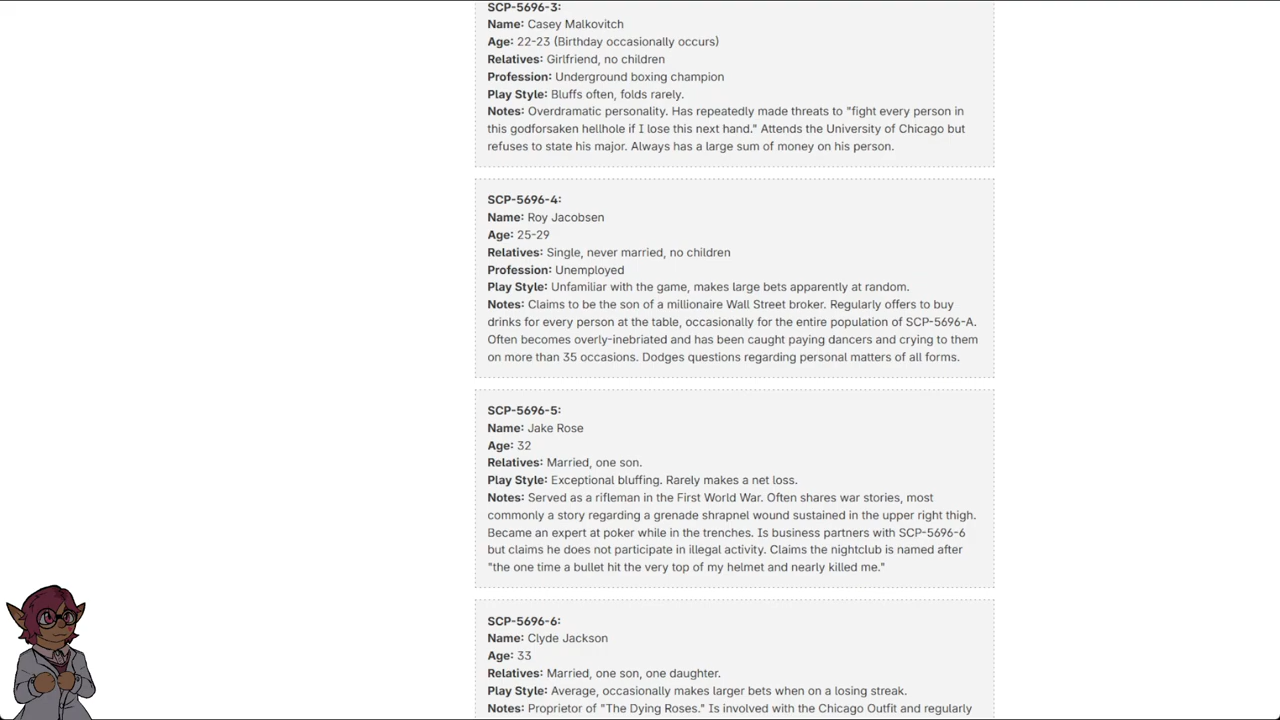 SCP-5696-3:
Name: Casey Malkovitch
Age: 22-23 (Birthday occasionally occurs)
Relatives: Girlfriend, no children
Profession: Underground boxing champion
Play Style: Bluffs often, folds rarely.
Notes: Overdramatic personality. Has repeatedly made threats to "fight every person in
this godforsaken hellhole if I lose this next hand." Attends the University of Chicago but
refuses to state his major. Always has a large sum of money on his person.
SCP-5696-4:
Name: Roy Jacobsen
Age: 25-29
Relatives: Single, never married, no children
Profession: Unemployed
Play Style: Unfamiliar with the game, makes large bets apparently at random.
Notes: Claims to be the son of a millionaire Wall Street broker. Regularly offers to buy
drinks for every person at the table, occasionally for the entire population of SCP-5696-A.
Often becomes overly-inebriated and has been caught paying dancers and crying to them
on more than 35 occasions. Dodges questions regarding personal matters of all forms.
SCP-5696-5:
Name: Jake Rose
Age: 32
Relatives: Married, one son.
Play Style: Exceptional bluffing. Rarely makes a net loss.
Notes: Served as a rifleman in the First World War. Often shares war stories, most
commonly a story regarding a grenade shrapnel wound sustained in the upper right thigh.
Became an expert at poker while in the trenches. Is business partners with SCP-5696-6
but claims he does not participate in illegal activity. Claims the nightclub is named after
"the one time a bullet hit the very top of my helmet and nearly killed me."
SCP-5696-6:
Name: Clyde Jackson
Age: 33
Relatives: Married, one son, one daughter.
Play Style: Average, occasionally makes larger bets when on a losing streak.
Notes: Proprietor of "The Dying Roses." Is involved with the Chicago Outfit and regularly